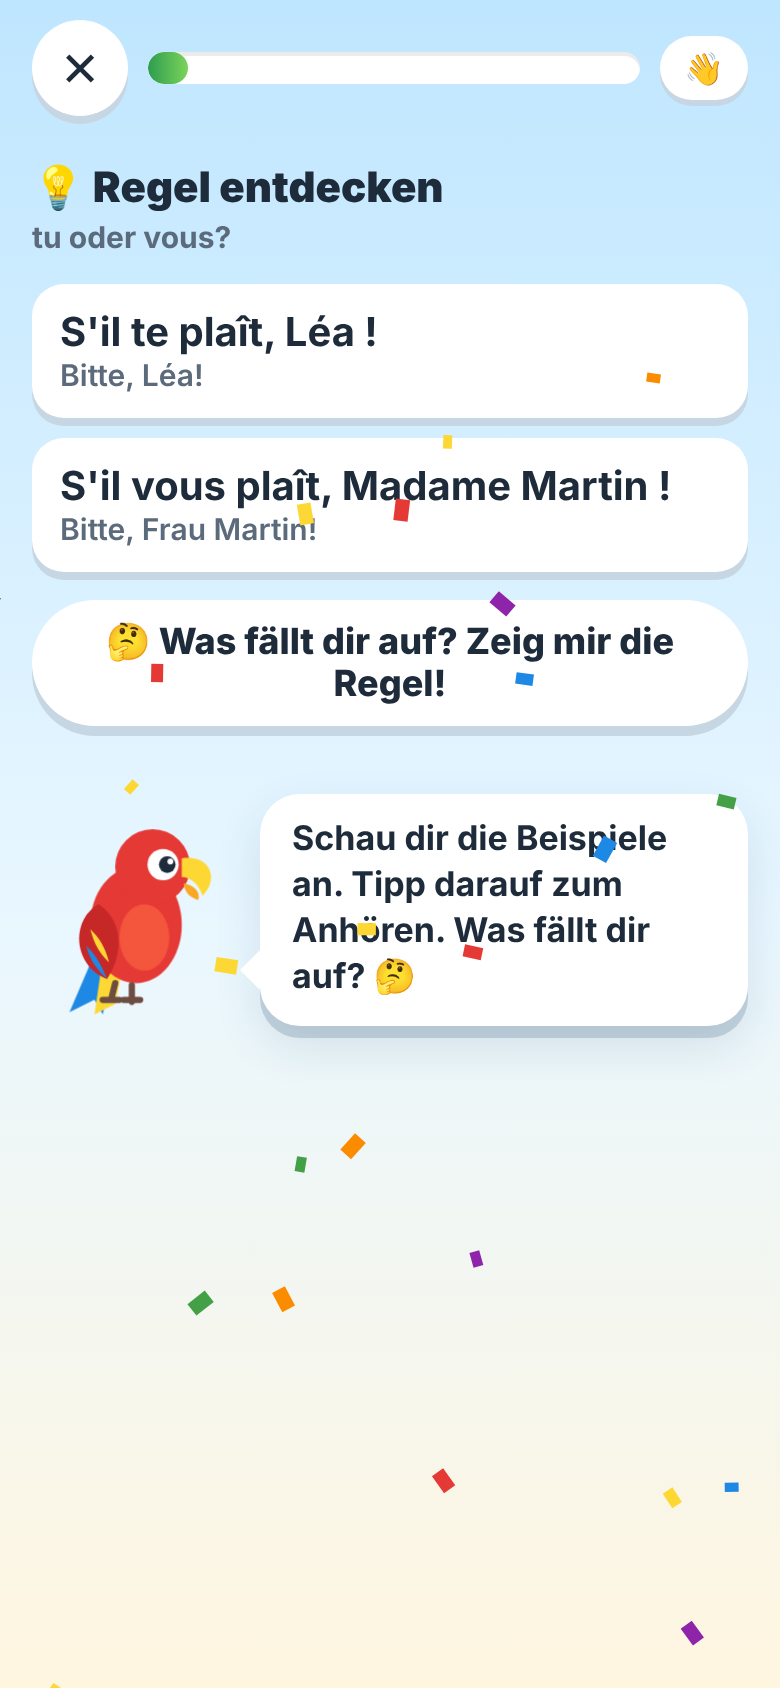 💡 Regel entdecken
tu oder vous?
S'il te plaît, Léa !
Bitte, Léa!
S'il vous plaît, Madame Martin !
Bitte, Frau Martin!
🤔 Was fällt dir auf? Zeig mir die
Regel!
Schau dir die Beispiele
an. Tipp darauf zum
Anhören. Was fällt dir
auf? 🤔